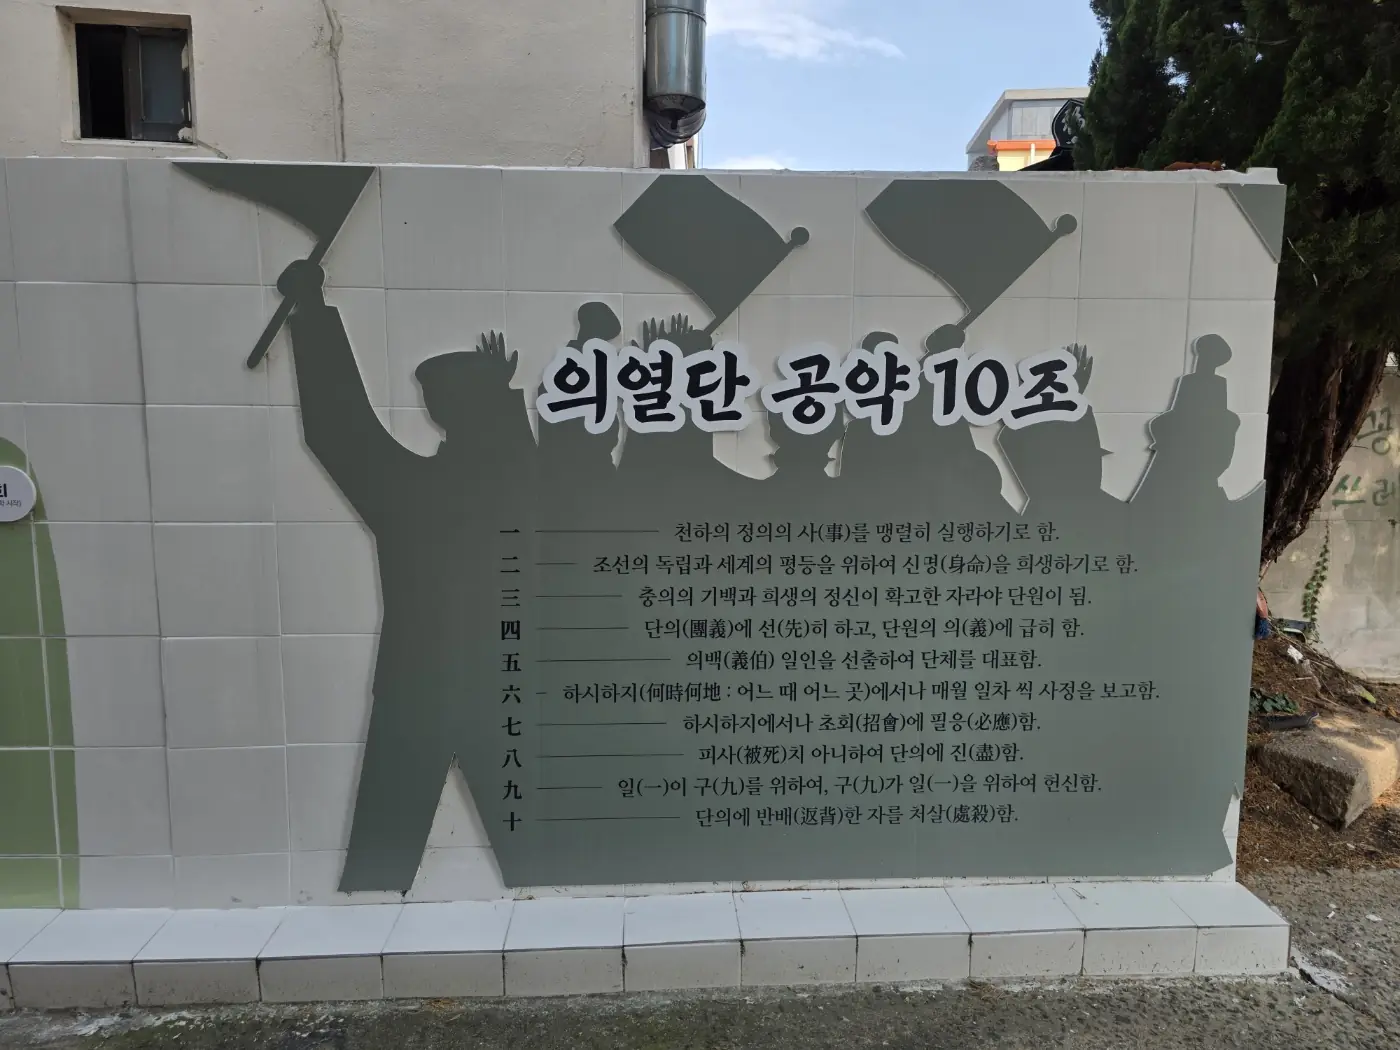 의열단 공약 10조
一 천하의 정의의 사(事)를 맹렬히 실행하기로 함.
二 조선의 독립과 세계의 평등을 위하여 신명(身命)을 희생하기로 함.
三 충의의 기백과 희생의 정신이 확고한 자라야 단원이 됨.
四 단의(團義)에 선(先)히 하고, 단원의 의(義)에 급히 함.
五 의백(義伯) 일인을 선출하여 단체를 대표함.
六 하시하지(何時何地 : 어느 때 어느 곳)에서나 매월 일차 씩 사정을 보고함.
七 하시하지에서나 초회(招會)에 필응(必應)함.
八 피사(被死)치 아니하여 단의에 진(盡)함.
九 일(一)이 구(九)를 위하여, 구(九)가 일(一)을 위하여 헌신함.
十 단의에 반배(返背)한 자를 처살(處殺)함.
회